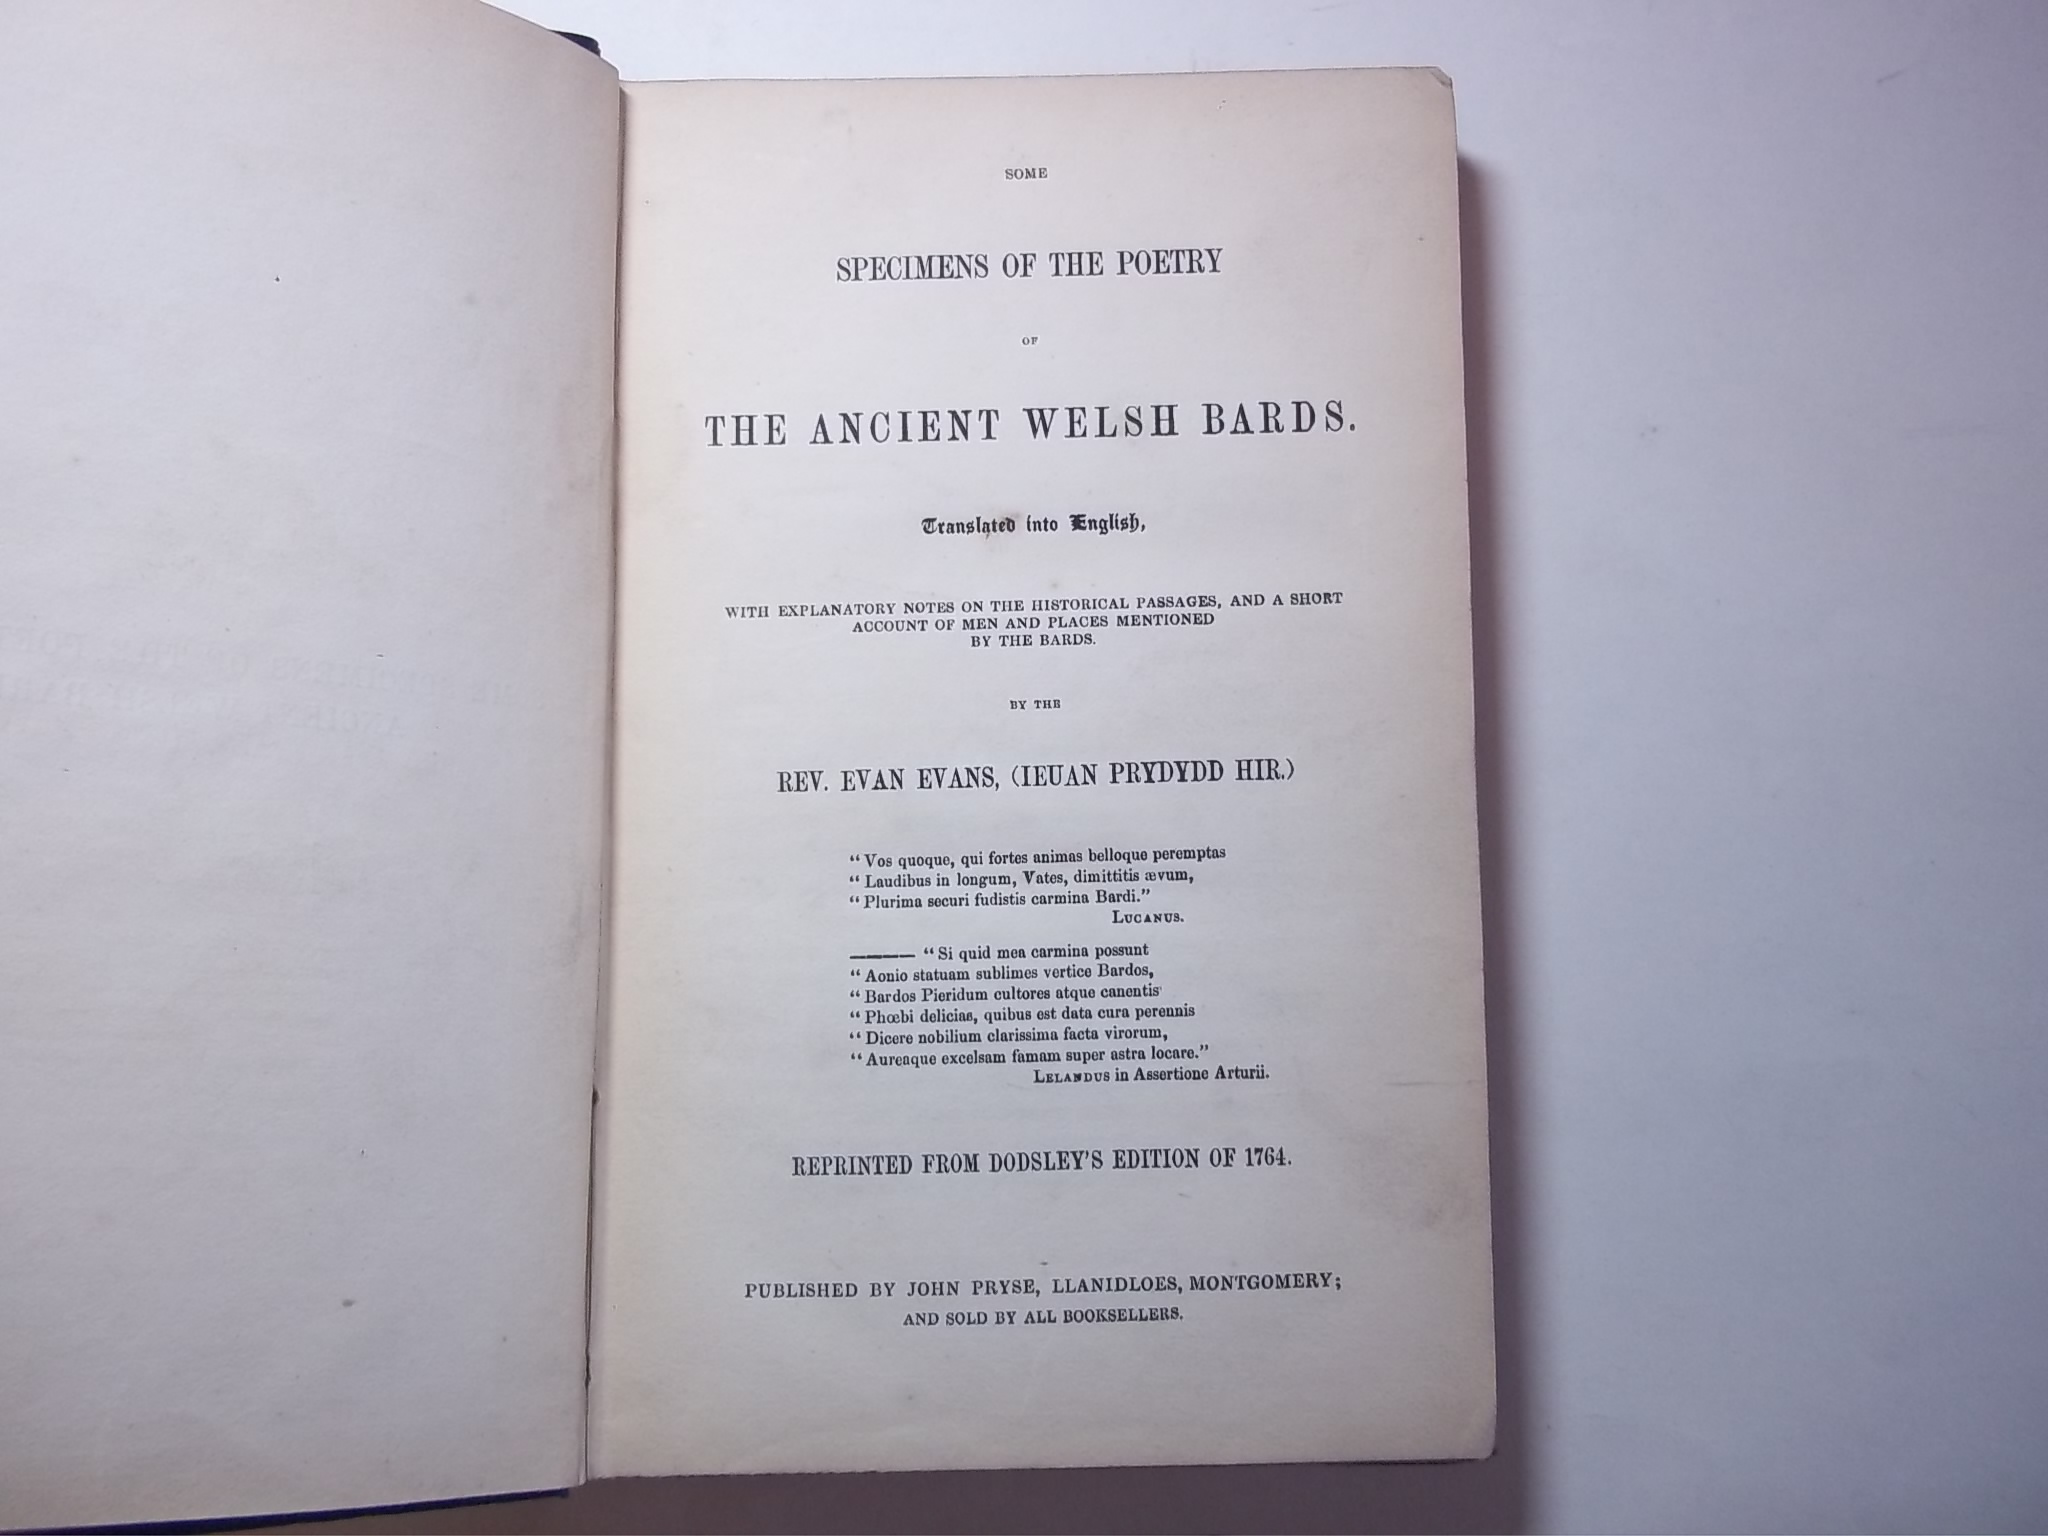 SOME
SPECIMENS OF THE POETRY
OF
THE ANCIENT WELSH BARDS.
Translated into English,
WITH EXPLANATORY NOTES ON THE HISTORICAL PASSAGES, AND A SHORT
ACCOUNT OF MEN AND PLACES MENTIONED
BY THE BARDS.
BY THE
REV. EVAN EVANS, (IEUAN PRYDYDD HIR.)
“Vos quoque, qui fortes animas belloque peremptas
“Laudibus in longum, Vates, dimittitis ævum,
“Plurima securi fudistis carmina Bardi.”
LUCANUS.
——— “Si quid mea carmina possunt
“Aonio statuam sublimes vertice Bardos,
“Bardos Pieridum cultores atque canentis
“Phœbi delicias, quibus est data cura perennis
“Dicere nobilium clarissima facta virorum,
“Aureaque excelsam famam super astra locare.”
LELANDUS in Assertione Arturii.
REPRINTED FROM DODSLEY'S EDITION OF 1764.
PUBLISHED BY JOHN PRYSE, LLANIDLOES, MONTGOMERY;
AND SOLD BY ALL BOOKSELLERS.